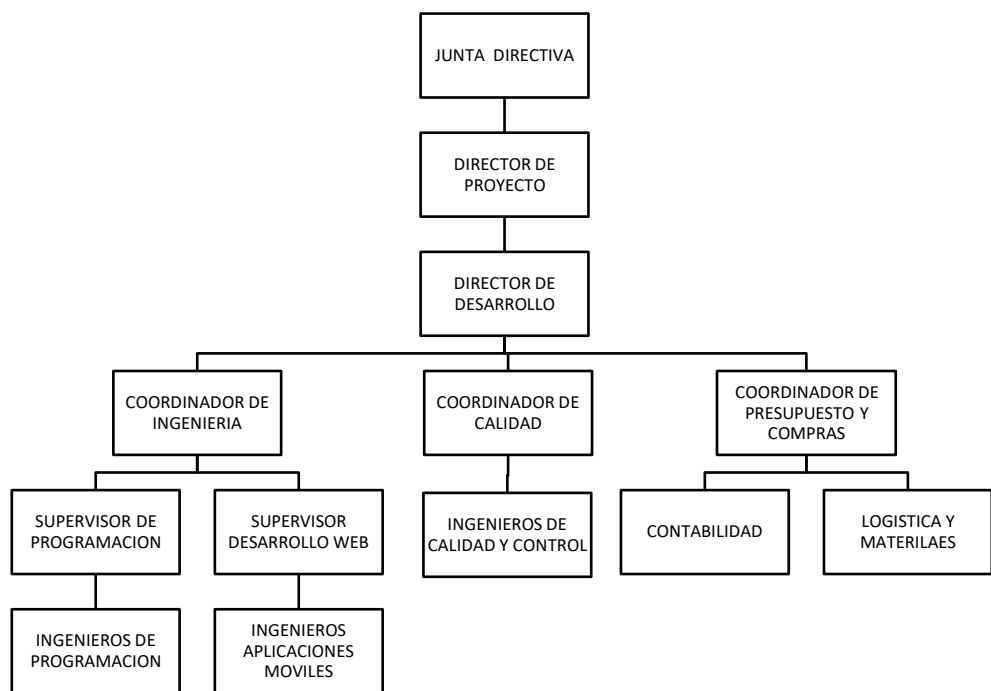 JUNTA DIRECTIVA
DIRECTOR DE
PROYECTO
DIRECTOR DE
DESARROLLO
COORDINADOR DE
INGENIERIA
COORDINADOR DE
CALIDAD
COORDINADOR DE
PRESUPUESTO Y
COMPRAS
SUPERVISOR DE
PROGRAMACION
SUPERVISOR
DESARROLLO WEB
INGENIEROS DE
CALIDAD Y CONTROL
CONTABILIDAD
LOGISTICA Y
MATERILAES
INGENIEROS DE
PROGRAMACION
INGENIEROS
APLICACIONES
MOVILES